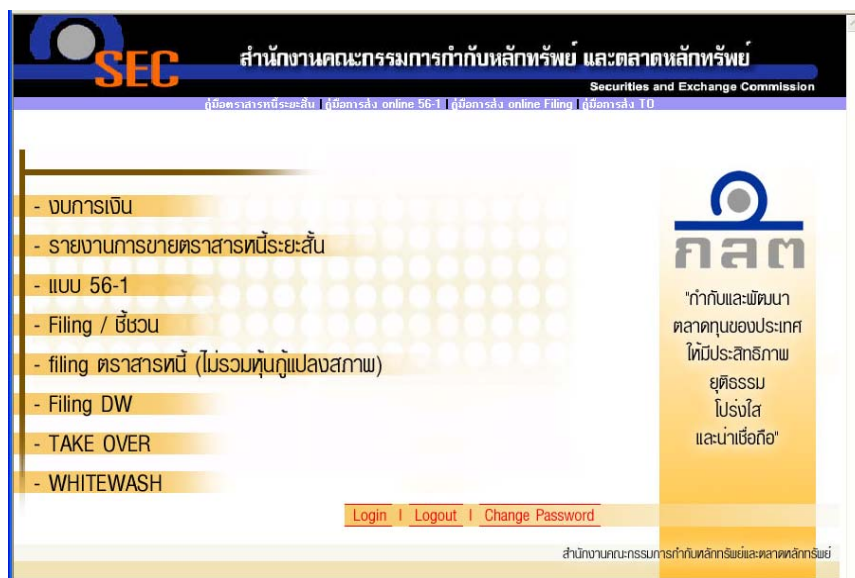 SEC
สำนักงานคณะกรรมการกำกับหลักทรัพย์ และตลาดหลักทรัพย์
Securities and Exchange Commission
คู่มือตราสารหนี้ระยะสั้น | คู่มือการส่ง online 56-1 | คู่มือการส่ง online Filing | คู่มือการส่ง TO
- งบการเงิน
- รายงานการขายตราสารหนี้ระยะสั้น
- แบบ 56-1
- Filing / ชี้ชวน
- filing ตราสารหนี้ (ไม่รวมหุ้นกู้แปลงสภาพ)
- Filing DW
- TAKE OVER
- WHITEWASH
กลต
"กำกับและพัฒนา
ตลาดทุนของประเทศ
ให้มีประสิทธิภาพ
ยุติธรรม
โปร่งใส
และน่าเชื่อถือ"
Login | Logout | Change Password
สำนักงานคณะกรรมการกำกับหลักทรัพย์และตลาดหลักทรัพย์